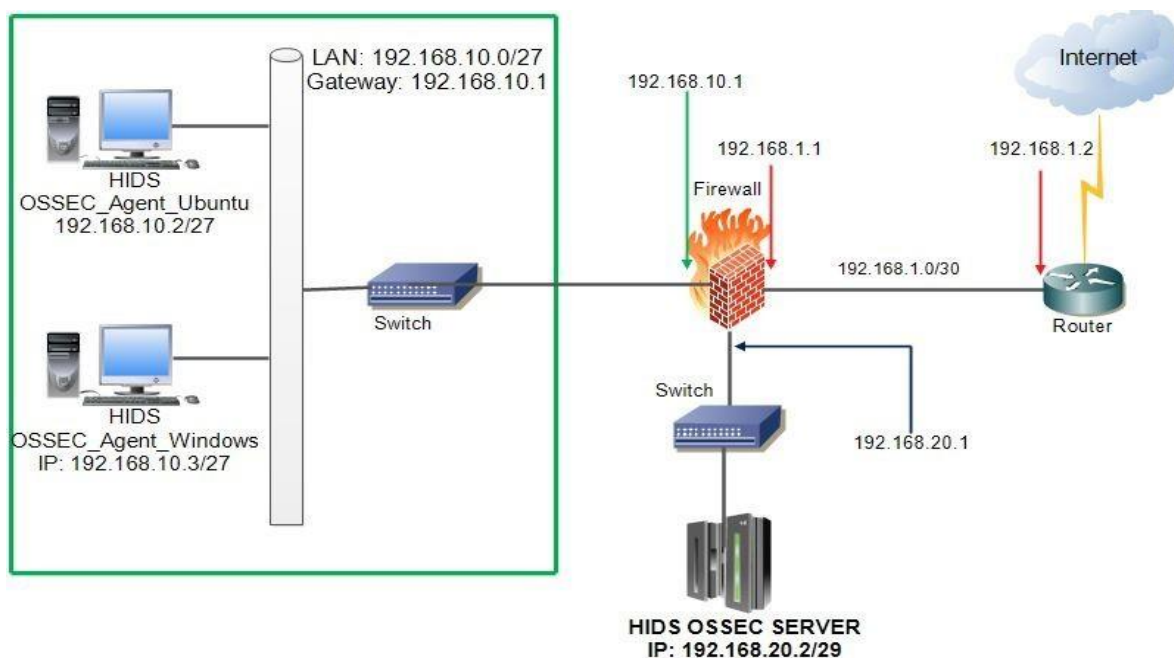 LAN: 192.168.10.0/27
Gateway: 192.168.10.1
HIDS
OSSEC_Agent_Ubuntu
192.168.10.2/27
HIDS
OSSEC_Agent_Windows
IP: 192.168.10.3/27
Switch
192.168.10.1
192.168.1.1
Firewall
192.168.1.2
Internet
192.168.1.0/30
Router
Switch
192.168.20.1
HIDS OSSEC SERVER
IP: 192.168.20.2/29